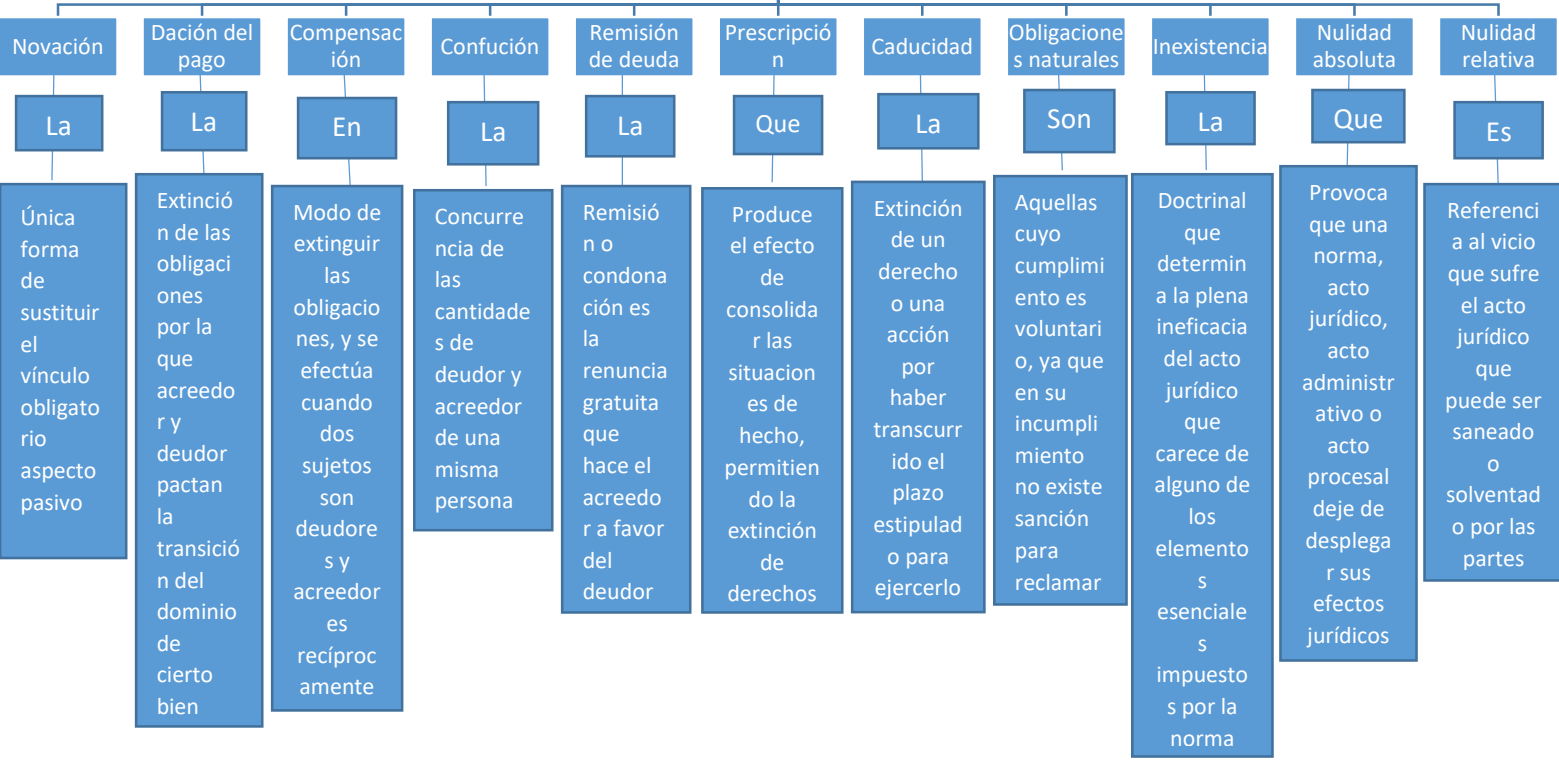 Novación
La
Única
forma
de
sustituir
el
vínculo
obligato
rio
aspecto
pasivo
Dación del
pago
La
Extinció
n de las
obligaci
ones
por la
que
acreedo
r y
deudor
pactan
la
transició
n del
dominio
de
cierto
bien
Compensac
ión
En
Modo de
extinguir
las
obligacio
nes, y se
efectúa
cuando
dos
sujetos
son
deudore
s y
acreedor
es
recíproc
amente
Confución
La
Concurre
ncia de
las
cantidade
s de
deudor y
acreedor
de una
misma
persona
Remisión
de deuda
La
Remisió
n o
condona
ción es
la
renuncia
gratuita
que
hace el
acreedo
r a favor
del
deudor
Prescripció
n
Que
Produce
el efecto
de
consolida
r las
situacion
es de
hecho,
permitien
do la
extinción
de
derechos
Caducidad
La
Extinción
de un
derecho
o una
acción
por
haber
transcurr
ido el
plazo
estipulad
o para
ejercerlo
Obligacione
s naturales
Son
Aquellas
cuyo
cumplimi
ento es
voluntari
o, ya que
en su
incumpli
miento
no existe
sanción
para
reclamar
Inexistencia
La
Doctrinal
que
determin
a la plena
ineficacia
del acto
jurídico
que
carece de
alguno de
los
elemento
s
esenciale
s
impuesto
s por la
norma
Nulidad
absoluta
Que
Provoca
que una
norma,
acto
jurídico,
acto
administr
ativo o
acto
procesal
deje de
desplega
r sus
efectos
jurídicos
Nulidad
relativa
Es
Referenci
a al vicio
que sufre
el acto
jurídico
que
puede ser
saneado
o
solventad
o por las
partes